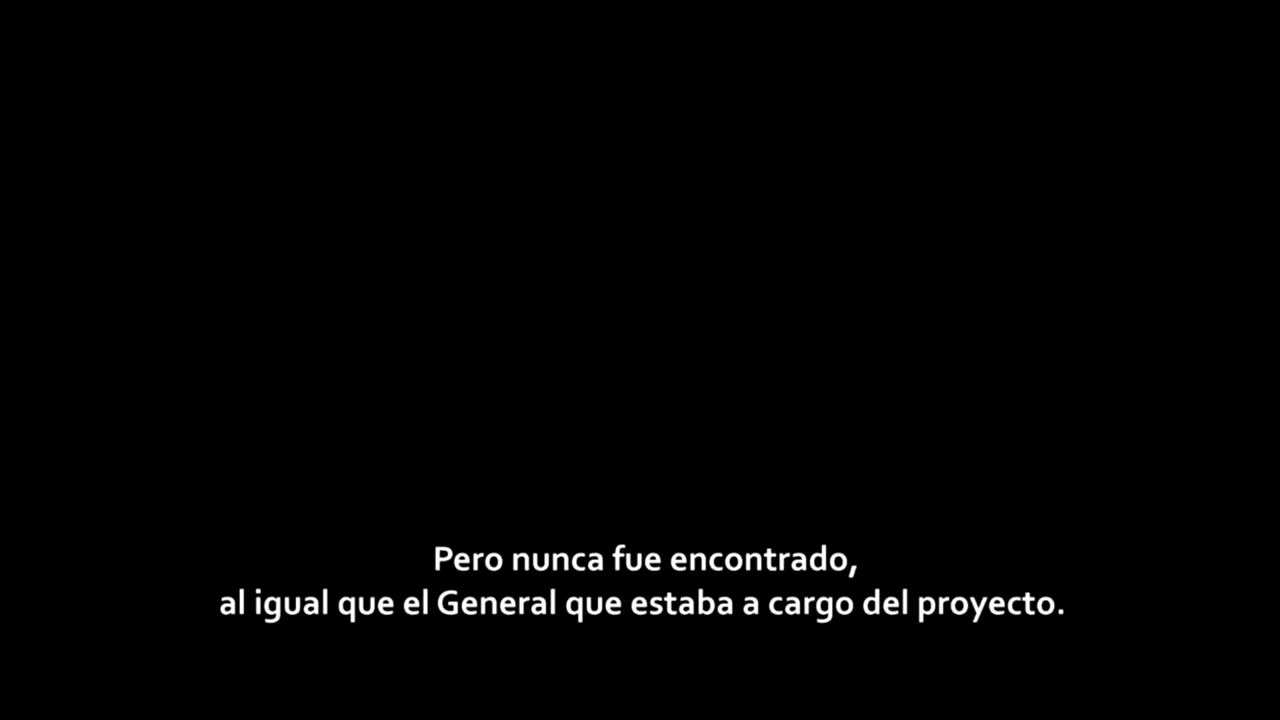 Pero nunca fue encontrado,
al igual que el General que estaba a cargo del proyecto.